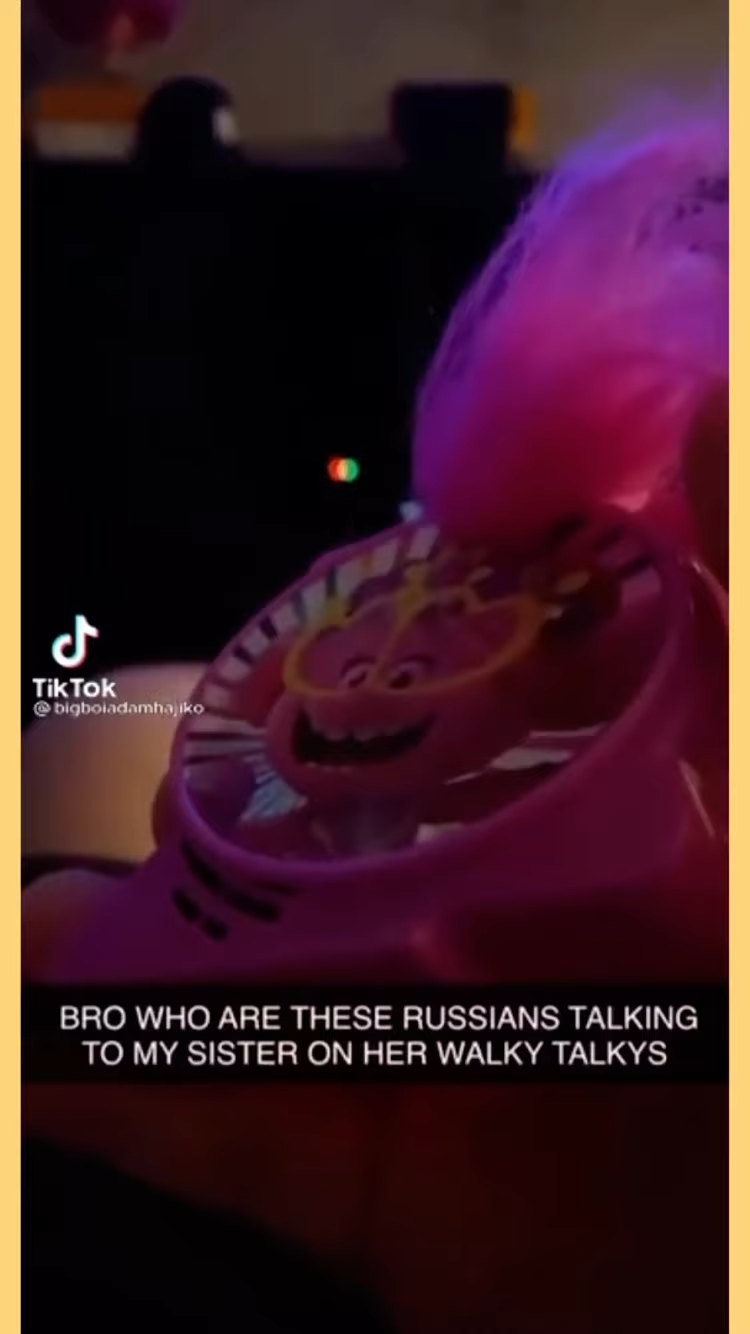 TikTok
@bigboiadamhajiko
BRO WHO ARE THESE RUSSIANS TALKING
TO MY SISTER ON HER WALKY TALKYS